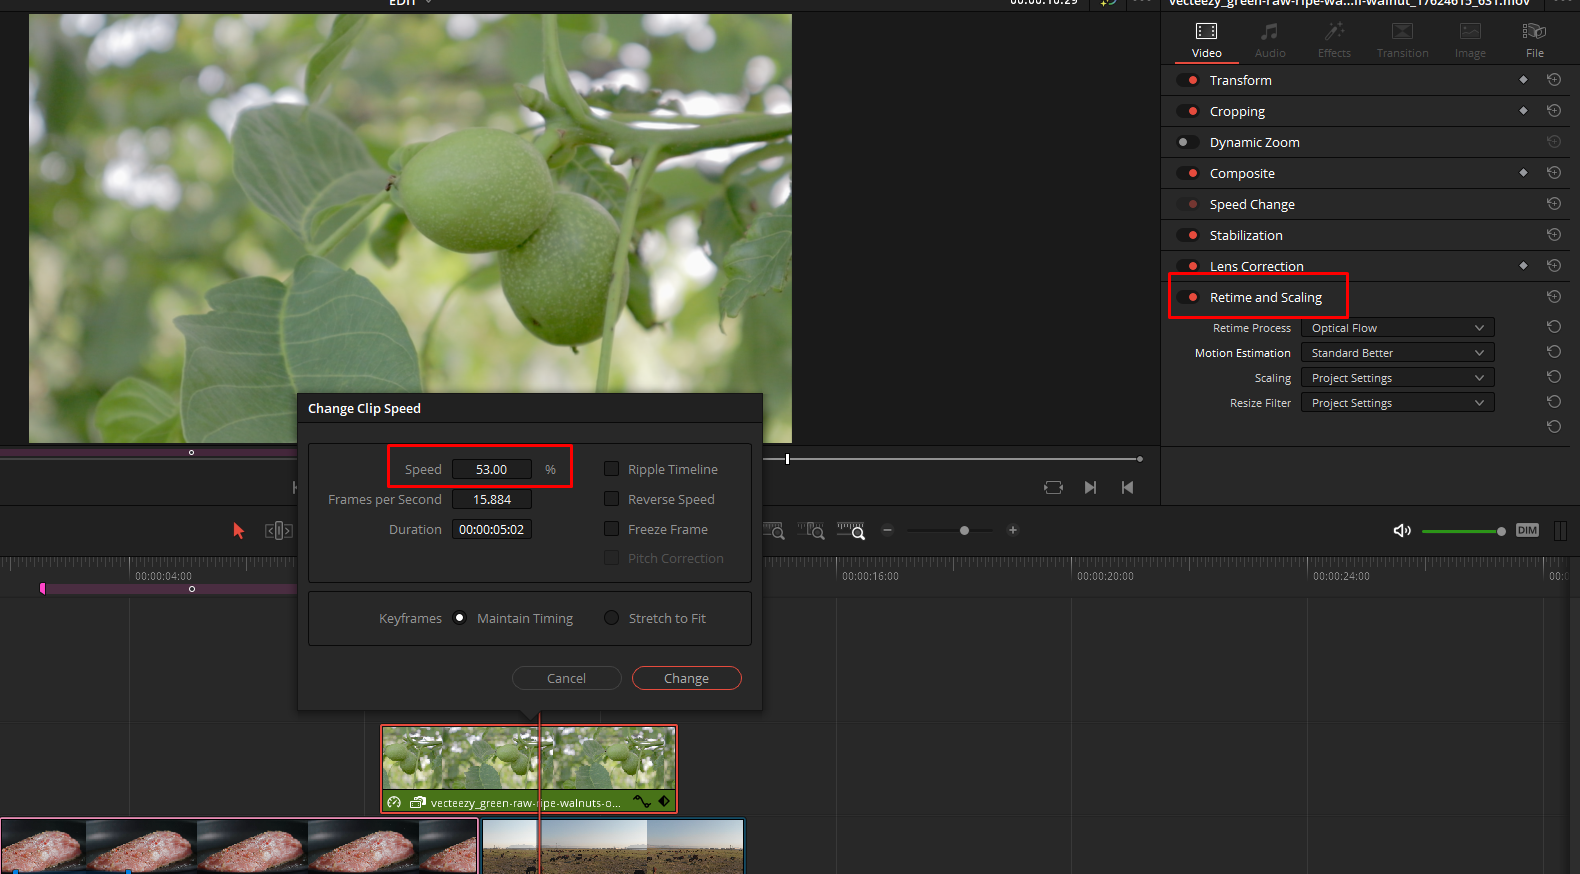 EDIT
00:00:10:29
vecteezy_green-raw-ripe-wa...n-walnut_17624615_631.mov
Video
Audio
Effects
Transition
Image
File
Transform
Cropping
Dynamic Zoom
Composite
Speed Change
Stabilization
Lens Correction
Retime and Scaling
Retime Process Optical Flow
Motion Estimation Standard Better
Scaling Project Settings
Resize Filter Project Settings
Change Clip Speed
Speed 53.00 %
Ripple Timeline
Frames per Second 15.884
Reverse Speed
Duration 00:00:05:02
Freeze Frame
Pitch Correction
Keyframes Maintain Timing Stretch to Fit
Cancel Change
DIM
00:00:04:00
00:00:16:00
00:00:20:00
00:00:24:00
vecteezy_green-raw-ripe-walnuts-o...